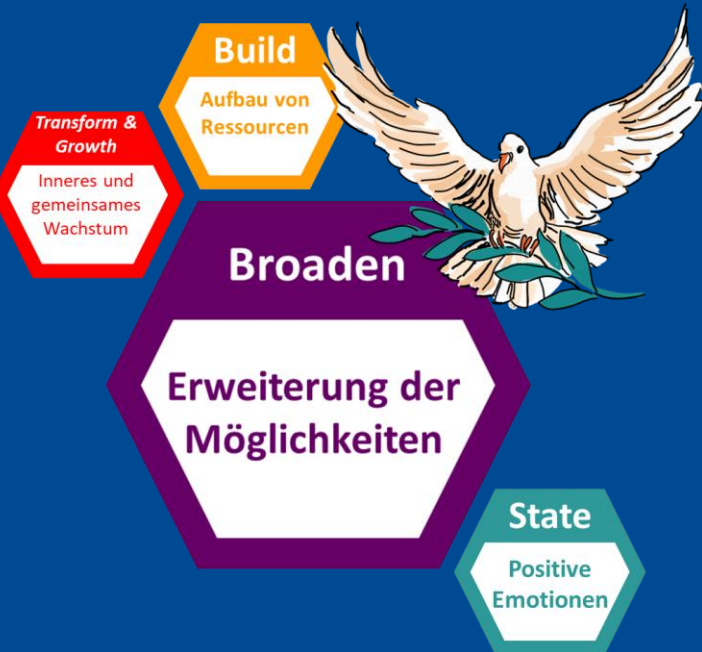 Build
Aufbau von
Ressourcen
Transform &
Growth
Inneres und
gemeinsames
Wachstum
Broaden
Erweiterung der
Möglichkeiten
State
Positive
Emotionen